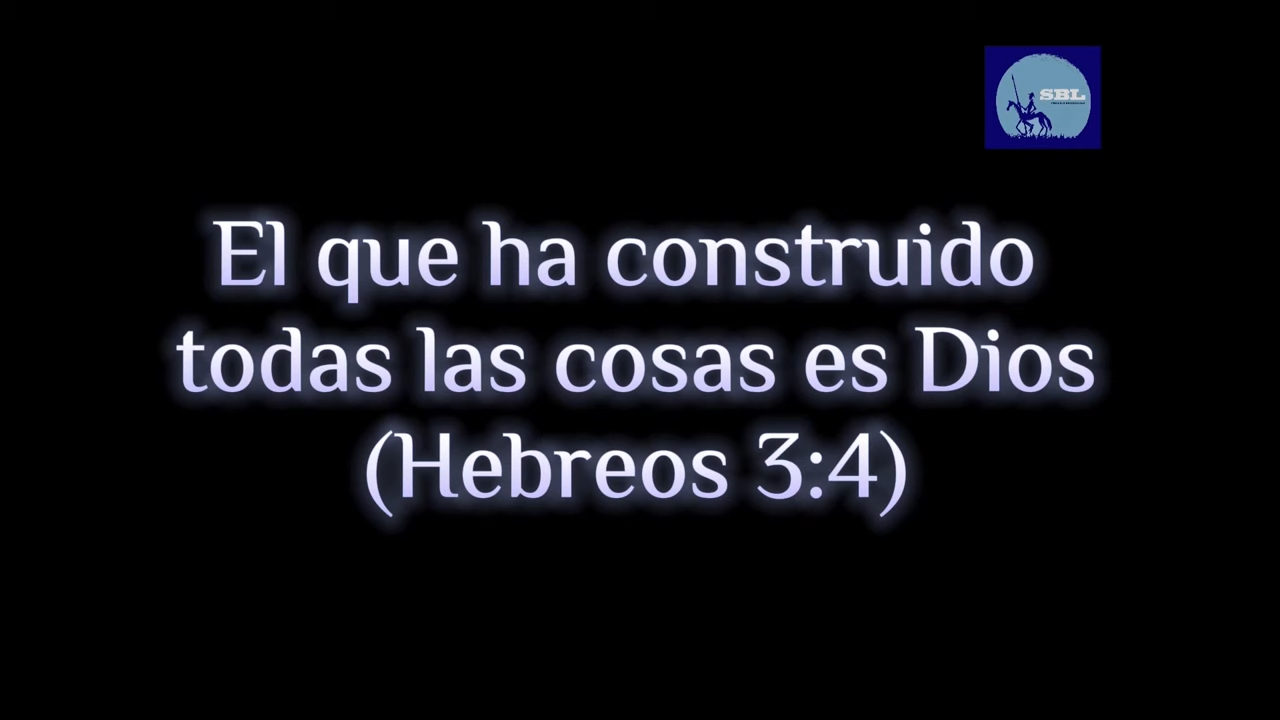 SBL
El que ha construido
todas las cosas es Dios
(Hebreos 3:4)